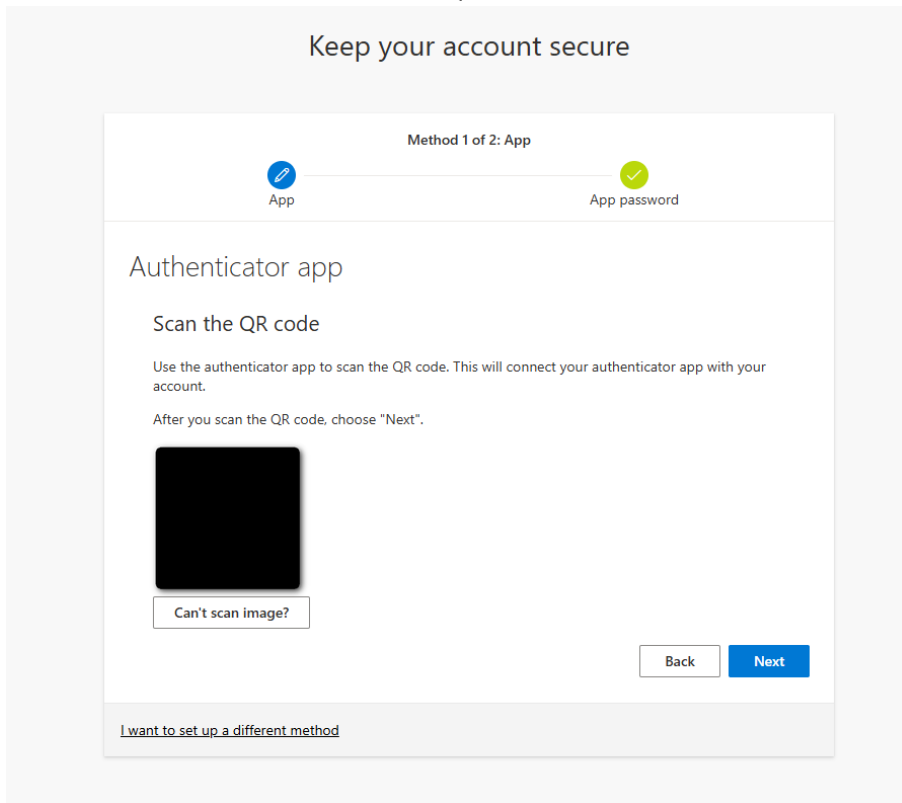 Keep your account secure
Method 1 of 2: App
App
App password
Authenticator app
Scan the QR code
Use the authenticator app to scan the QR code. This will connect your authenticator app with your
account.
After you scan the QR code, choose "Next".
Can't scan image?
Back
Next
I want to set up a different method